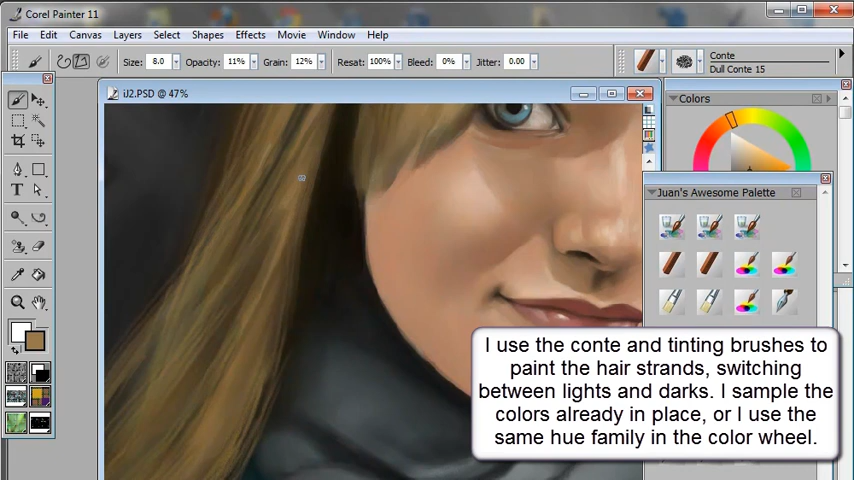 Corel Painter 11
File Edit Canvas Layers Select Shapes Effects Movie Window Help
Size: 8.0 Opacity: 11% Grain: 12% Resat: 100% Bleed: 0% Jitter: 0.00
Conte
Dull Conte 15
iJ2.PSD @ 47%
Colors
Juan's Awesome Palette
I use the conte and tinting brushes to
paint the hair strands, switching
between lights and darks. I sample the
colors already in place, or I use the
same hue family in the color wheel.